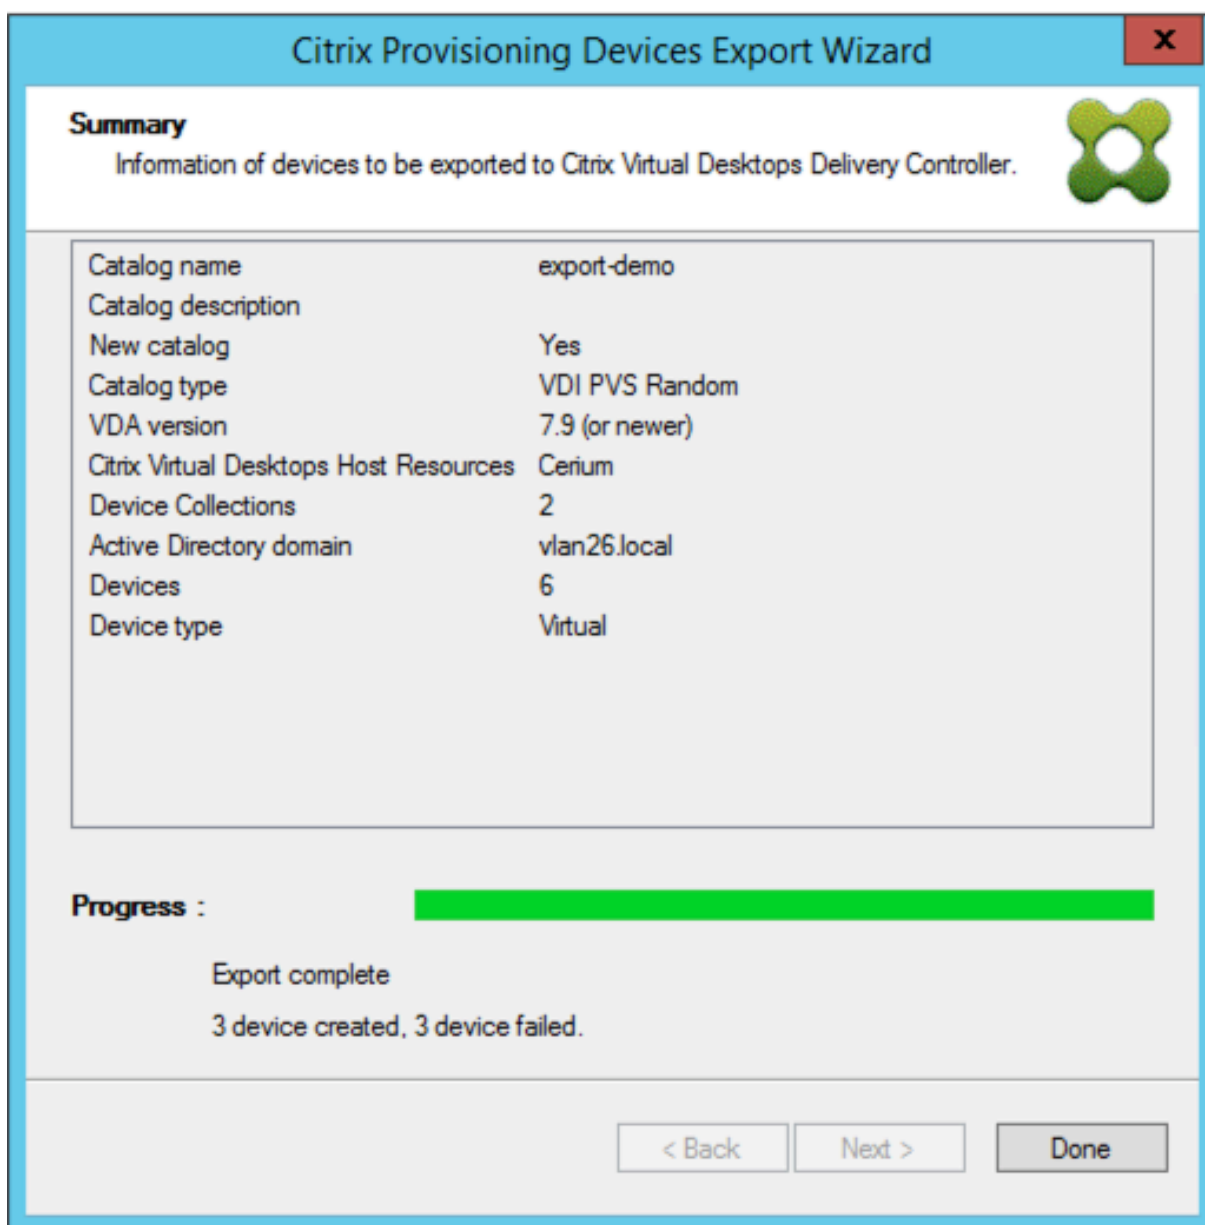 Citrix Provisioning Devices Export Wizard
x
Summary
Information of devices to be exported to Citrix Virtual Desktops Delivery Controller.
Catalog name export-demo
Catalog description
New catalog Yes
Catalog type VDI PVS Random
VDA version 7.9 (or newer)
Citrix Virtual Desktops Host Resources Cerium
Device Collections 2
Active Directory domain vlan26.local
Devices 6
Device type Virtual
Progress :
Export complete
3 device created, 3 device failed.
< Back Next > Done